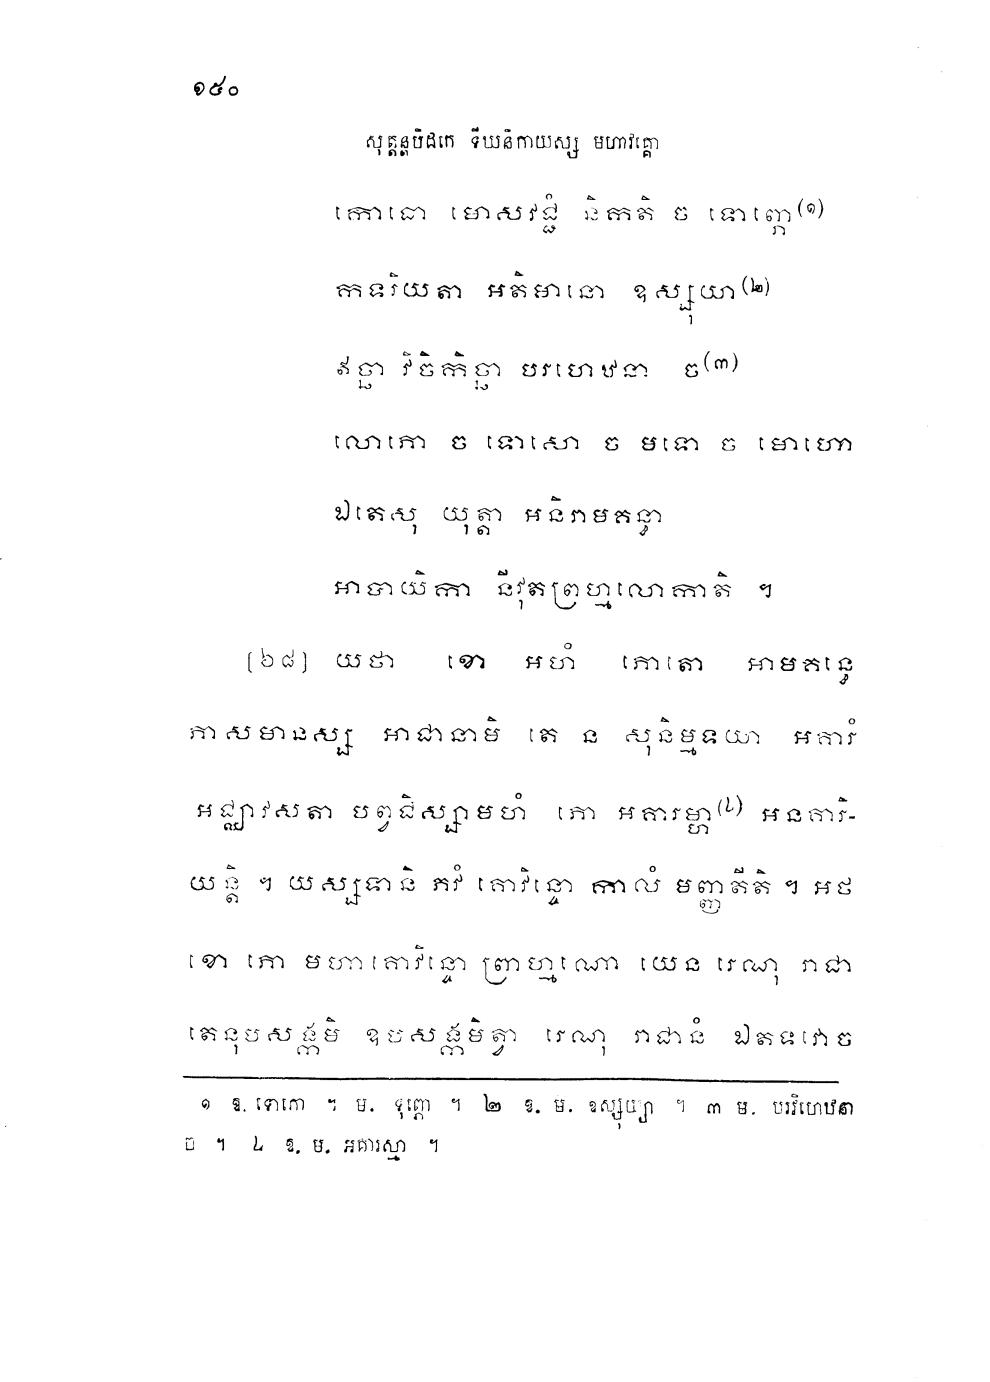 ១៥០
សុត្តន្តបិដកេ ទីឃនិកាយស្ស មហាវគ្គោ
កោធោ មោសវជ្ជំ និកតិ ច ទោព្ភោ(១)
កទរិយតា អតិមានោ ឧស្សុយា(២)
ឥច្ឆា វិចិកិច្ឆា បរហេឋនា ច(៣)
លោភោ ច ទោសោ ច មទោ ច មោហោ
ឯតេសុ យុត្តា អនិរាមគន្ធា
អាបាយិកា នីវុតព្រហ្មលោកាតិ ។
[៦៨] យថា ខោ អហំ ភោតោ អាមគន្ធេ
ភាសមានស្ស អាជានាមិ តេ ន សុនិម្មទយា អគារំ
អជ្ឈាវសតា បព្វជិស្សាមហំ ភោ អគារម្ហា(៤) អនគារិ-
យន្តិ ។ យស្សទានិ ភវំ គោវិន្ទោ កាលំ មញ្ញតីតិ ។ អថ
ខោ ភោ មហាគោវិន្ទោ ព្រាហ្មណោ យេន រេណុ រាជា
តេនុបសង្កមិ ឧបសង្កមិត្វា រេណុ រាជានំ ឯតទវោច
១ ឱ. ទោភោ ។ ម. ទុព្ភោ ។ ២ ឱ. ម. ឧស្សុយ្យា ។ ៣ ម. បរវិហេឋនា
ច ។ ៤ ឱ. ម. អគារស្មា ។